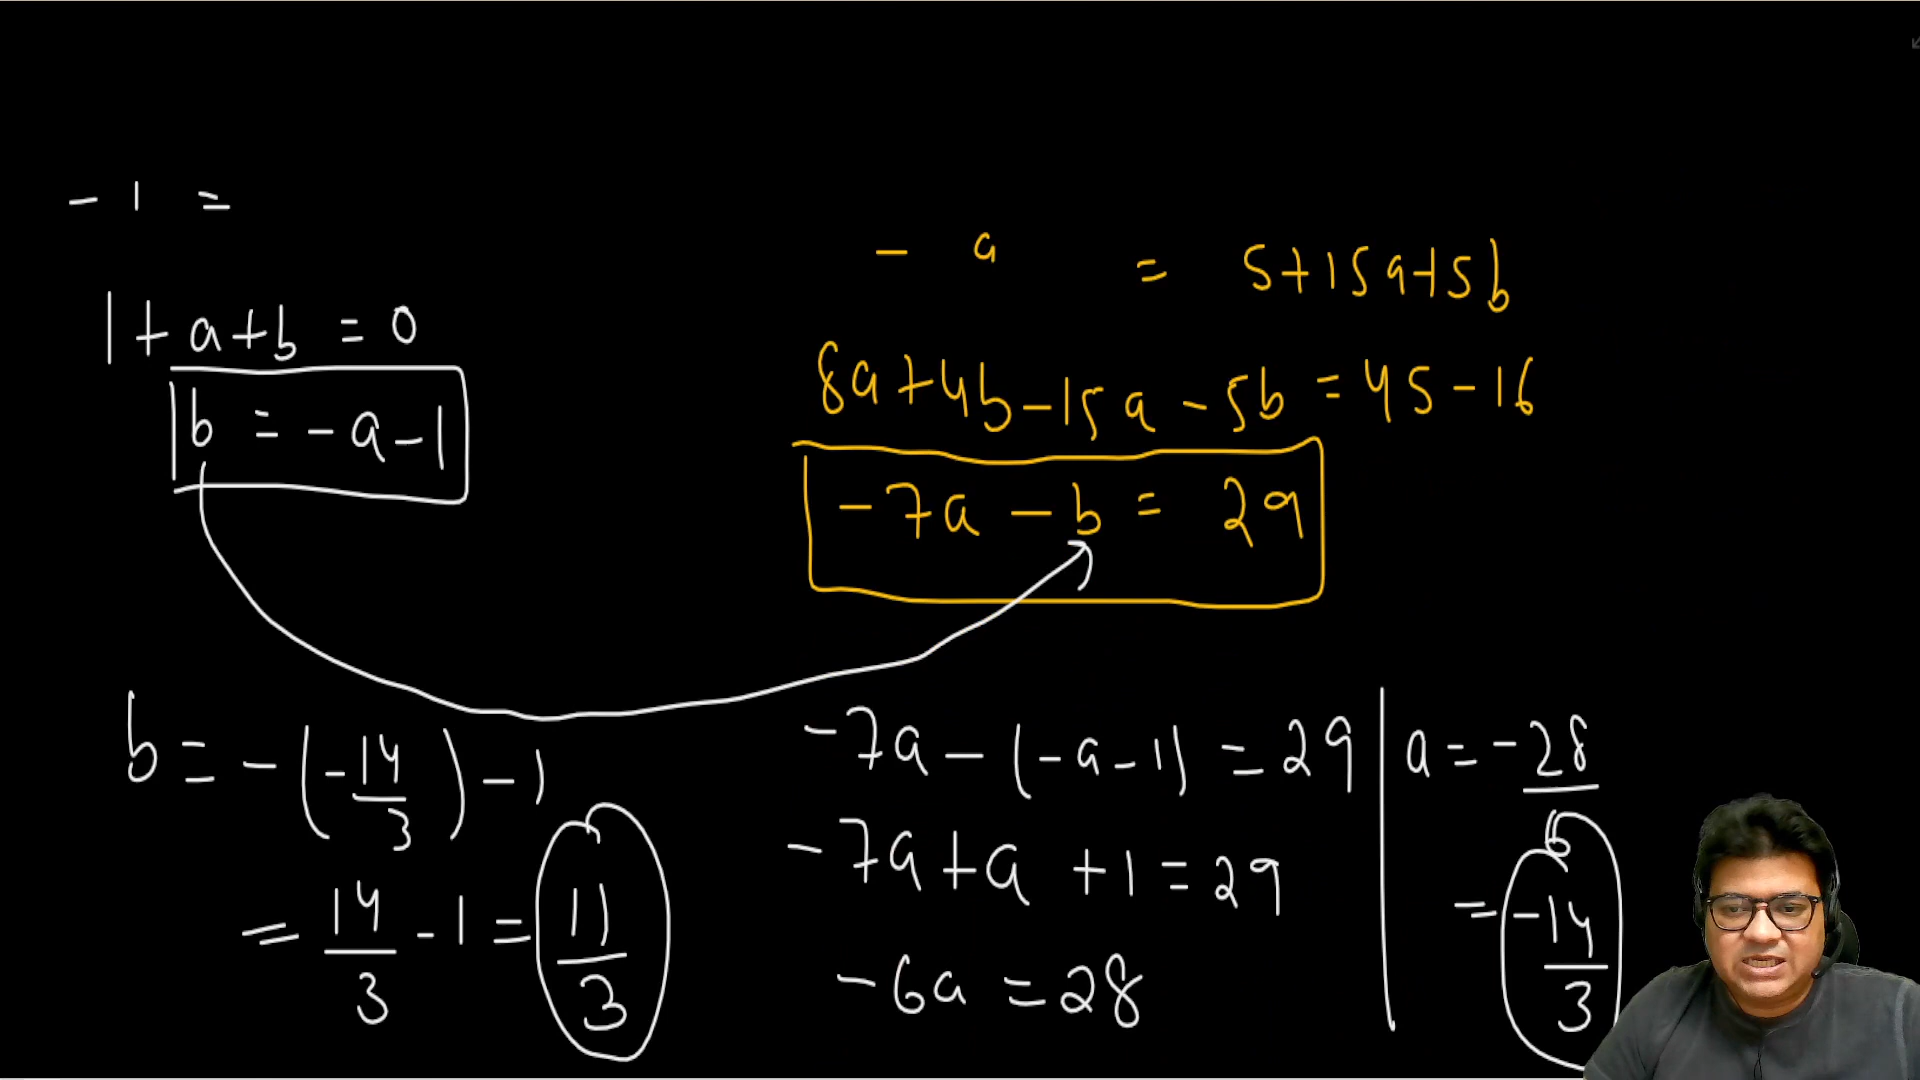 - 1 =
1 + a + b = 0
b = - a - 1
- a = 5 + 15a + 5b
8a + 4b - 15a - 5b = 45 - 16
-7a - b = 29
b = - (-14/3) - 1
= 14/3 - 1 = 11/3
-7a - (-a - 1) = 29
-7a + a + 1 = 29
-6a = 28
a = -28/6
= -14/3